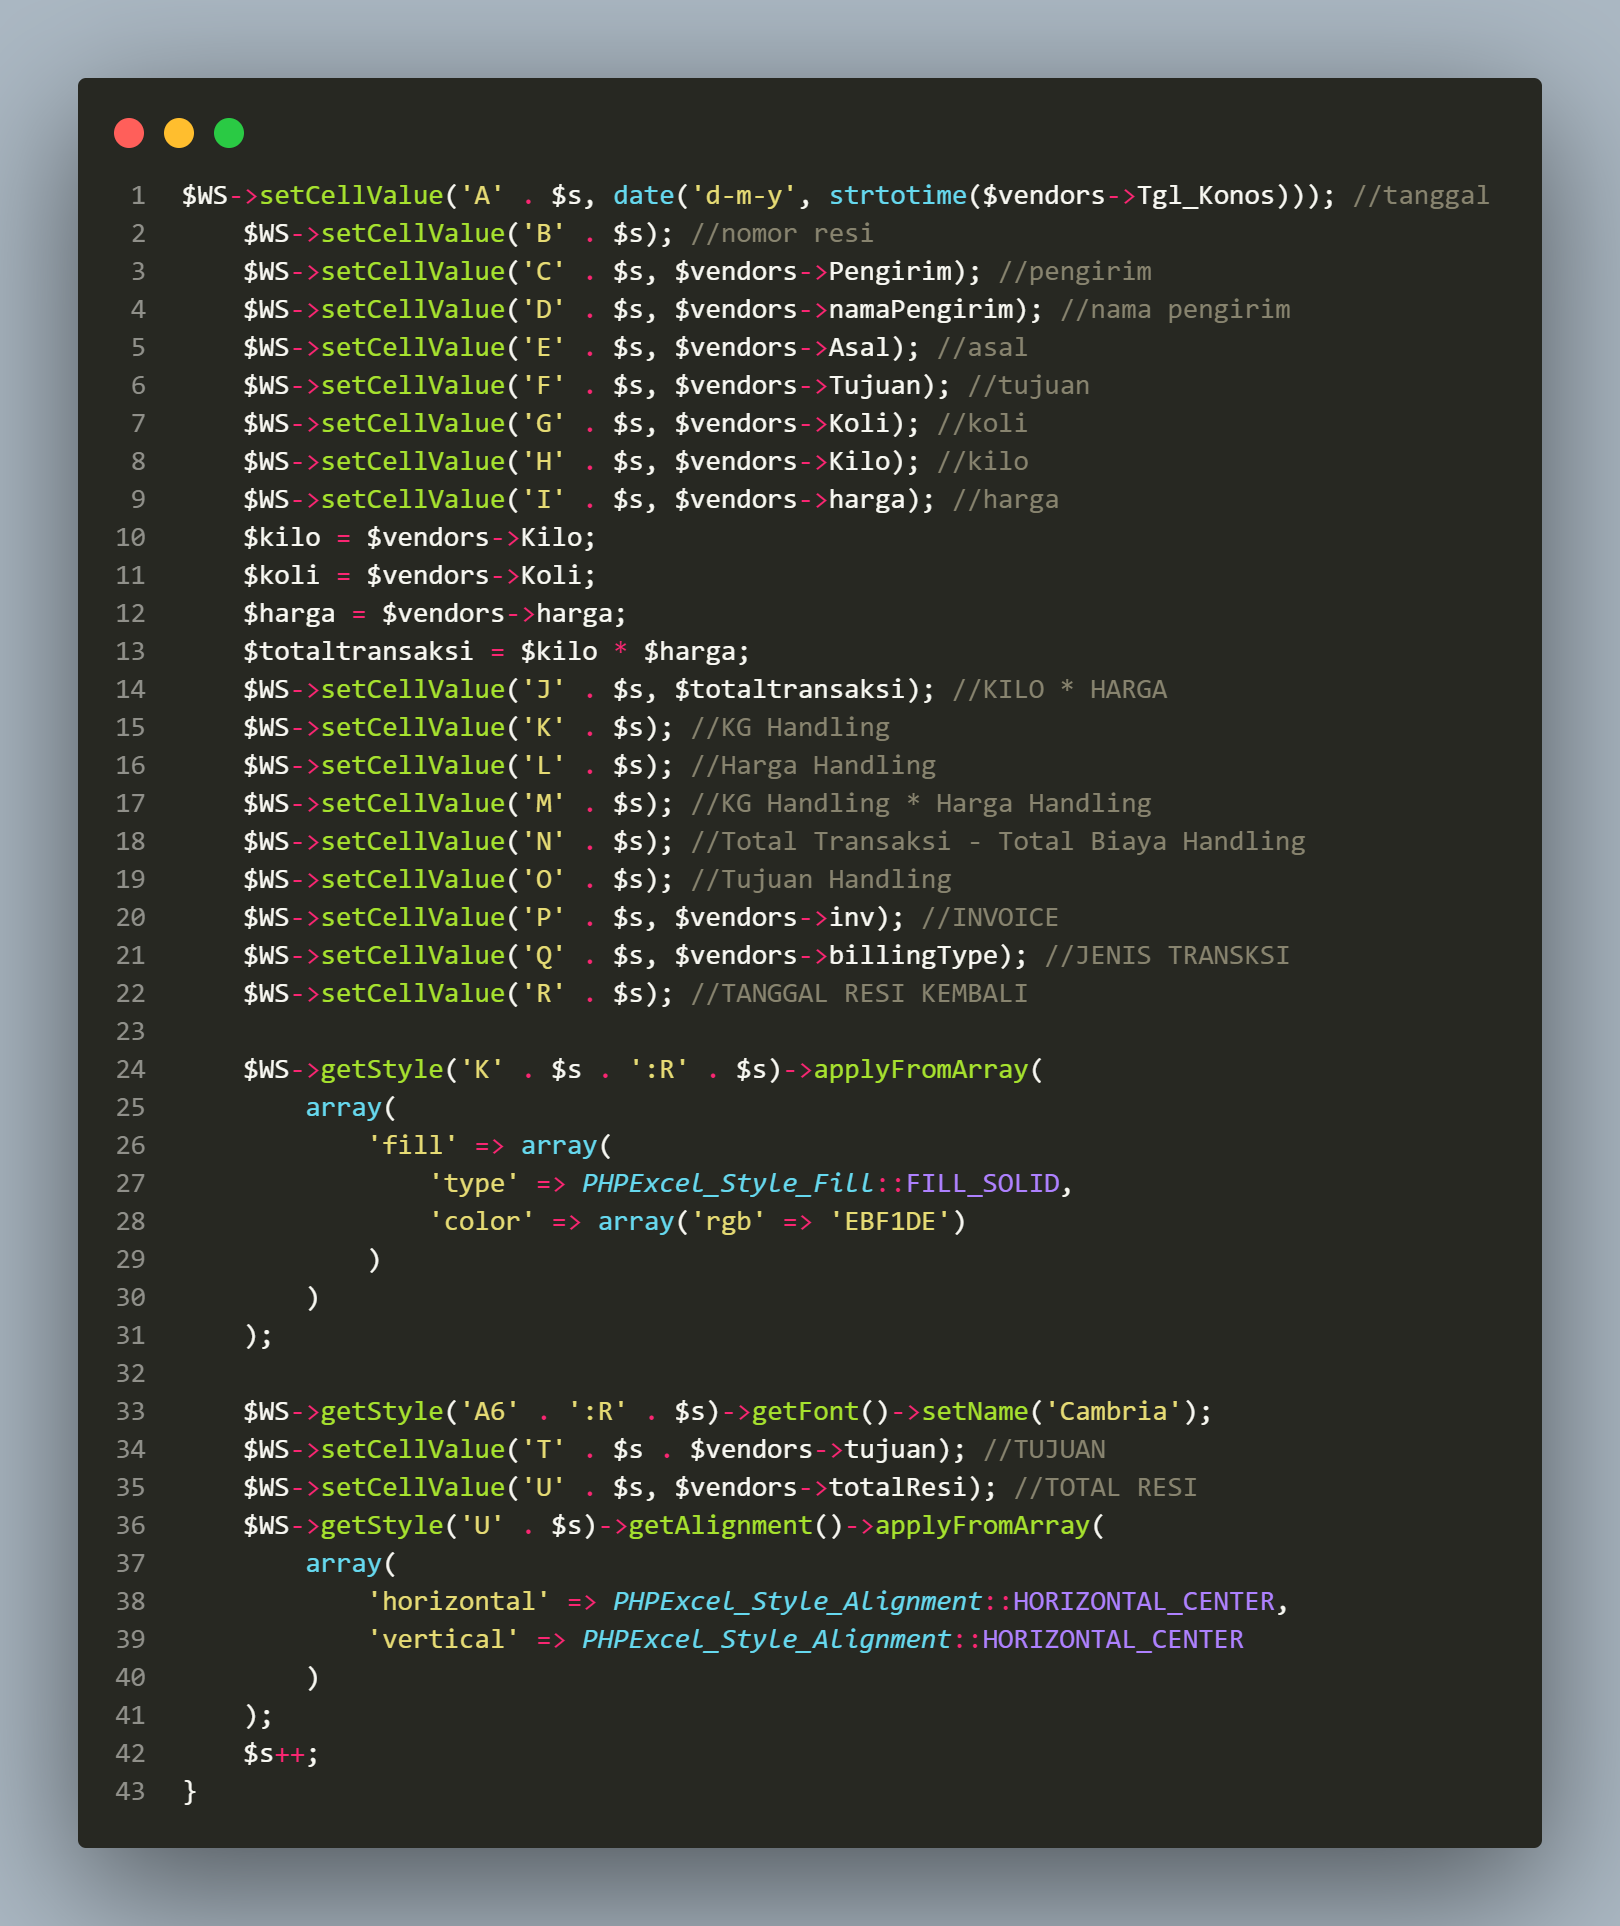 1 $WS->setCellValue('A' . $s, date('d-m-y', strtotime($vendors->Tgl_Konos))); //tanggal
2     $WS->setCellValue('B' . $s); //nomor resi
3     $WS->setCellValue('C' . $s, $vendors->Pengirim); //pengirim
4     $WS->setCellValue('D' . $s, $vendors->namaPengirim); //nama pengirim
5     $WS->setCellValue('E' . $s, $vendors->Asal); //asal
6     $WS->setCellValue('F' . $s, $vendors->Tujuan); //tujuan
7     $WS->setCellValue('G' . $s, $vendors->Koli); //koli
8     $WS->setCellValue('H' . $s, $vendors->Kilo); //kilo
9     $WS->setCellValue('I' . $s, $vendors->harga); //harga
10     $kilo = $vendors->Kilo;
11     $koli = $vendors->Koli;
12     $harga = $vendors->harga;
13     $totaltransaksi = $kilo * $harga;
14     $WS->setCellValue('J' . $s, $totaltransaksi); //KILO * HARGA
15     $WS->setCellValue('K' . $s); //KG Handling
16     $WS->setCellValue('L' . $s); //Harga Handling
17     $WS->setCellValue('M' . $s); //KG Handling * Harga Handling
18     $WS->setCellValue('N' . $s); //Total Transaksi - Total Biaya Handling
19     $WS->setCellValue('O' . $s); //Tujuan Handling
20     $WS->setCellValue('P' . $s, $vendors->inv); //INVOICE
21     $WS->setCellValue('Q' . $s, $vendors->billingType); //JENIS TRANSKSI
22     $WS->setCellValue('R' . $s); //TANGGAL RESI KEMBALI
23
24     $WS->getStyle('K' . $s . ':R' . $s)->applyFromArray(
25         array(
26             'fill' => array(
27                 'type' => PHPExcel_Style_Fill::FILL_SOLID,
28                 'color' => array('rgb' => 'EBF1DE')
29             )
30         )
31     );
32
33     $WS->getStyle('A6' . ':R' . $s)->getFont()->setName('Cambria');
34     $WS->setCellValue('T' . $s . $vendors->tujuan); //TUJUAN
35     $WS->setCellValue('U' . $s, $vendors->totalResi); //TOTAL RESI
36     $WS->getStyle('U' . $s)->getAlignment()->applyFromArray(
37         array(
38             'horizontal' => PHPExcel_Style_Alignment::HORIZONTAL_CENTER,
39             'vertical' => PHPExcel_Style_Alignment::HORIZONTAL_CENTER
40         )
41     );
42     $s++;
43 }